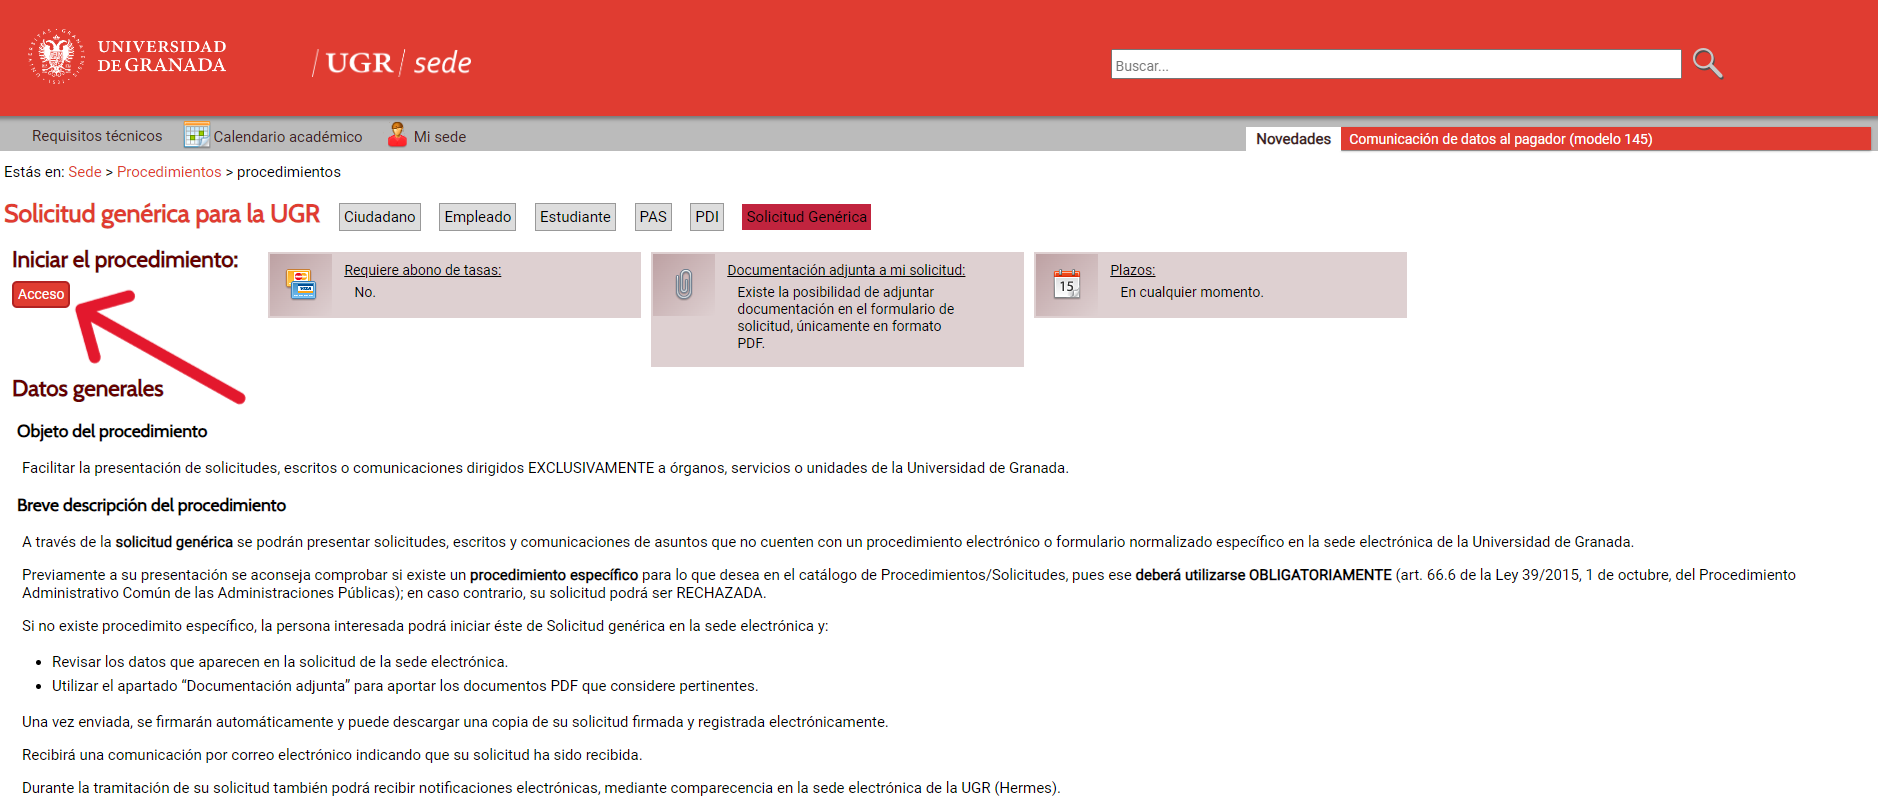 UNIVERSIDAD
DE GRANADA
/ UGR / sede
Buscar...
Requisitos técnicos
Calendario académico
Mi sede
Novedades
Comunicación de datos al pagador (modelo 145)
Estás en: Sede > Procedimientos > procedimientos
Solicitud genérica para la UGR
Ciudadano
Empleado
Estudiante
PAS
PDI
Solicitud Genérica
Iniciar el procedimiento:
Acceso
Requiere abono de tasas:
No.
Documentación adjunta a mi solicitud:
Existe la posibilidad de adjuntar
documentación en el formulario de
solicitud, únicamente en formato
PDF.
15
Plazos:
En cualquier momento.
Datos generales
Objeto del procedimiento
Facilitar la presentación de solicitudes, escritos o comunicaciones dirigidos EXCLUSIVAMENTE a órganos, servicios o unidades de la Universidad de Granada.
Breve descripción del procedimiento
A través de la solicitud genérica se podrán presentar solicitudes, escritos y comunicaciones de asuntos que no cuenten con un procedimiento electrónico o formulario normalizado específico en la sede electrónica de la Universidad de Granada.
Previamente a su presentación se aconseja comprobar si existe un procedimiento específico para lo que desea en el catálogo de Procedimientos/Solicitudes, pues ese deberá utilizarse OBLIGATORIAMENTE (art. 66.6 de la Ley 39/2015, 1 de octubre, del Procedimiento
Administrativo Común de las Administraciones Públicas); en caso contrario, su solicitud podrá ser RECHAZADA.
Si no existe procedimito específico, la persona interesada podrá iniciar éste de Solicitud genérica en la sede electrónica y:
• Revisar los datos que aparecen en la solicitud de la sede electrónica.
• Utilizar el apartado “Documentación adjunta” para aportar los documentos PDF que considere pertinentes.
Una vez enviada, se firmarán automáticamente y puede descargar una copia de su solicitud firmada y registrada electrónicamente.
Recibirá una comunicación por correo electrónico indicando que su solicitud ha sido recibida.
Durante la tramitación de su solicitud también podrá recibir notificaciones electrónicas, mediante comparecencia en la sede electrónica de la UGR (Hermes).